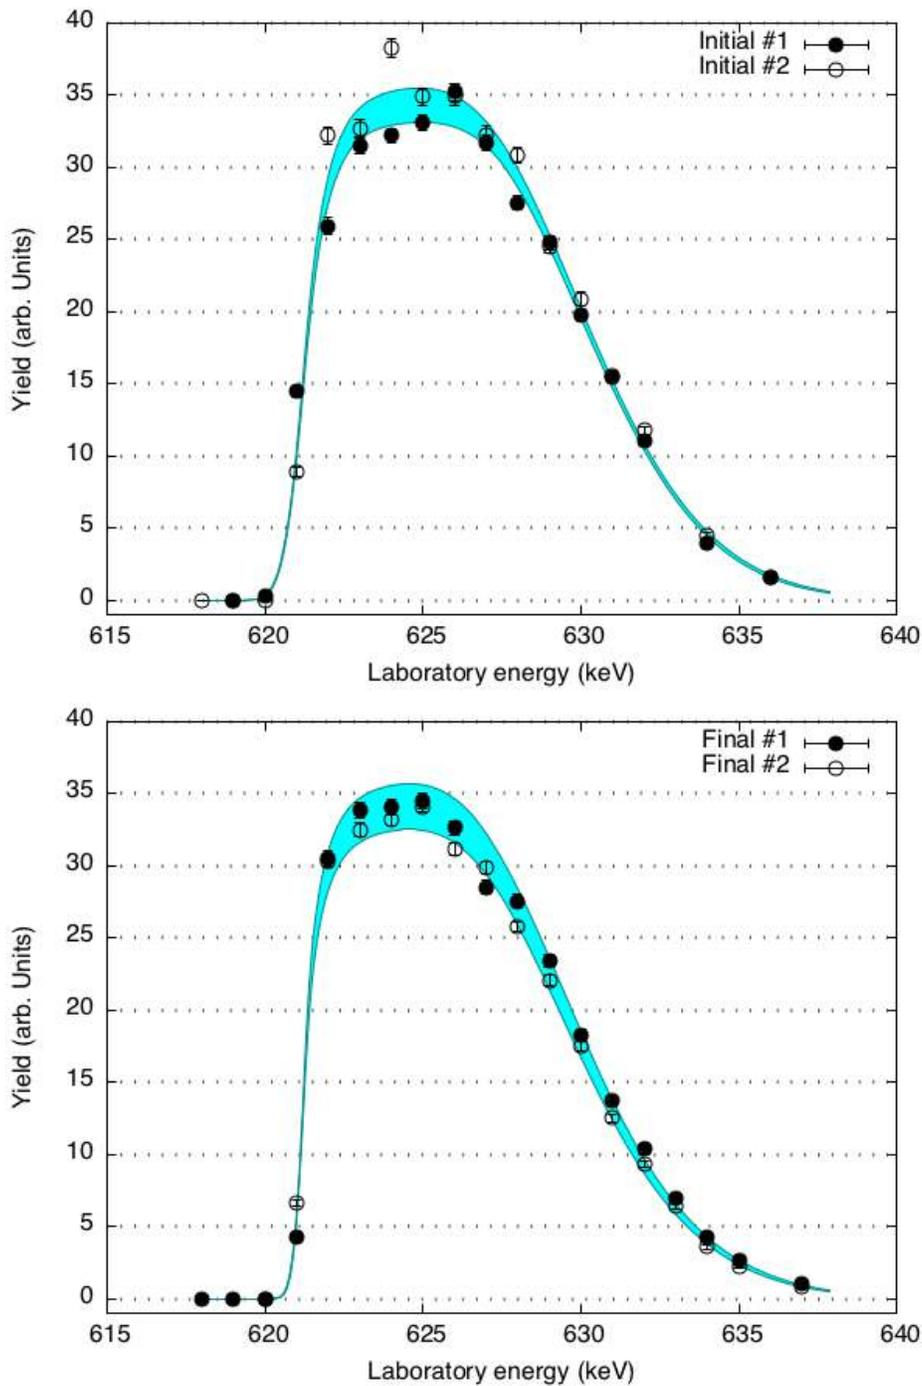 40
35
30
25
20
15
10
5
0
Yield (arb. Units)
Initial #1
Initial #2
615 620 625 630 635 640
Laboratory energy (keV)
40
35
30
25
20
15
10
5
0
Yield (arb. Units)
Final #1
Final #2
615 620 625 630 635 640
Laboratory energy (keV)